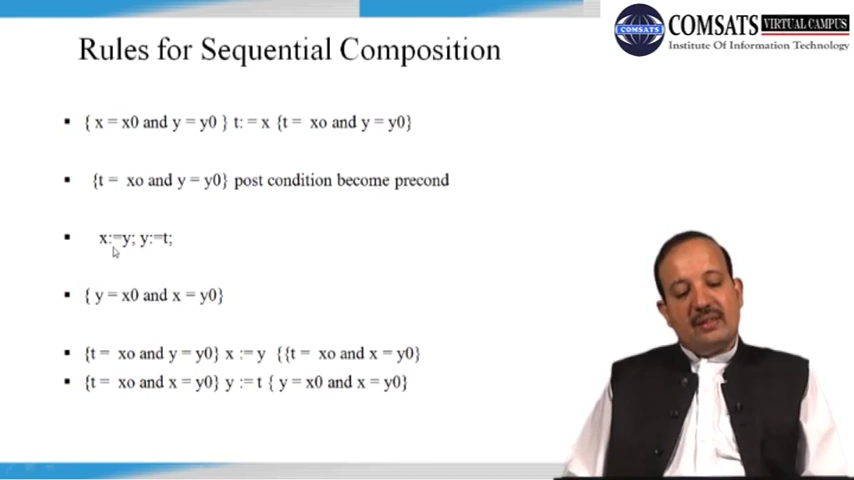 Rules for Sequential Composition
COMSATS
COMSATS VIRTUAL CAMPUS
Institute Of Information Technology
{ x = x0 and y = y0 } t: = x {t = xo and y = y0}
{t = xo and y = y0} post condition become precond
x:=y; y:=t;
{ y = x0 and x = y0}
{t = xo and y = y0} x := y {{t = xo and x = y0}
{t = xo and x = y0} y := t { y = x0 and x = y0}